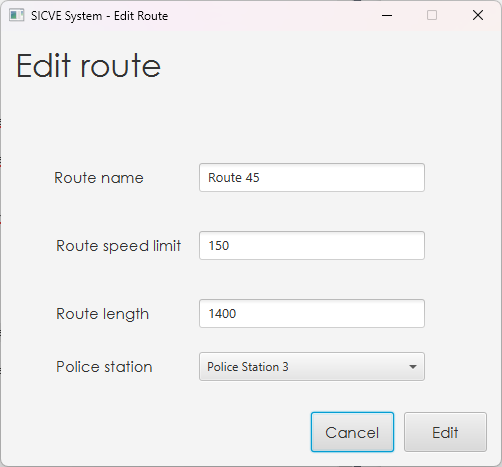 SICVE System - Edit Route
Edit route
Route name
Route 45
Route speed limit
150
Route length
1400
Police station
Police Station 3
Cancel
Edit